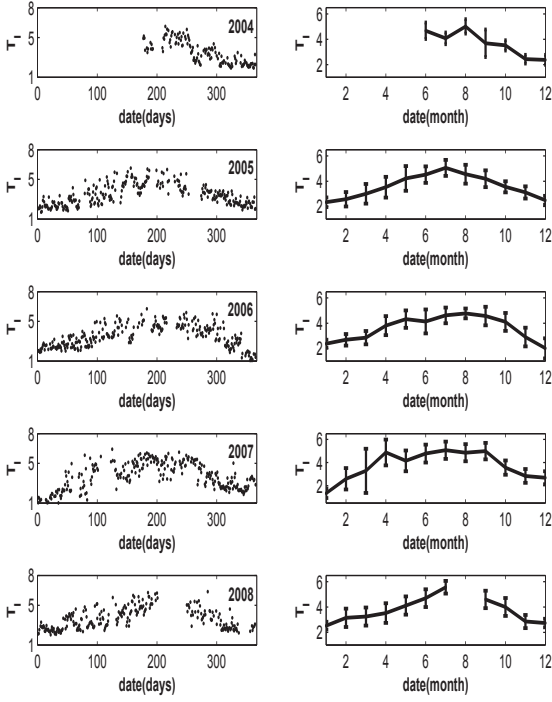 8
5
1
T_I
2004
0 100 200 300
date(days)
6
4
2
T_I
2 4 6 8 10 12
date(month)
8
5
1
T_I
2005
0 100 200 300
date(days)
6
4
2
T_I
2 4 6 8 10 12
date(month)
8
5
1
T_I
2006
0 100 200 300
date(days)
6
4
2
T_I
2 4 6 8 10 12
date(month)
8
5
1
T_I
2007
0 100 200 300
date(days)
6
4
2
T_I
2 4 6 8 10 12
date(month)
8
5
1
T_I
2008
0 100 200 300
date(days)
6
4
2
T_I
2 4 6 8 10 12
date(month)